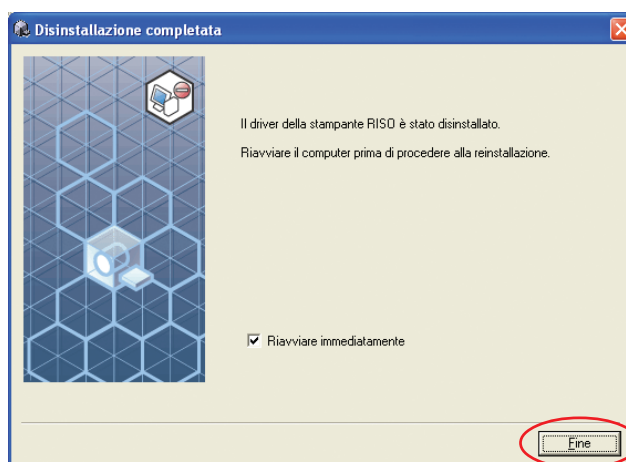 Disinstallazione completata
Il driver della stampante RISO è stato disinstallato.
Riavviare il computer prima di procedere alla reinstallazione.
Riavviare immediatamente
Fine